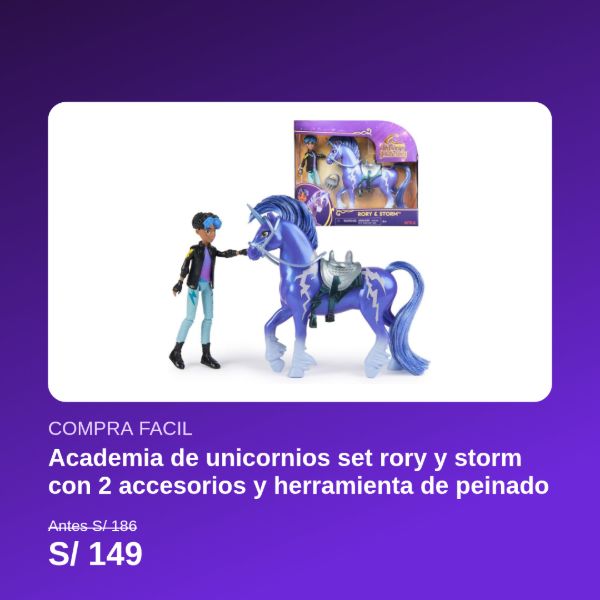 RORY & STORM
COMPRA FACIL
Academia de unicornios set rory y storm
con 2 accesorios y herramienta de peinado
Antes S/ 186
S/ 149